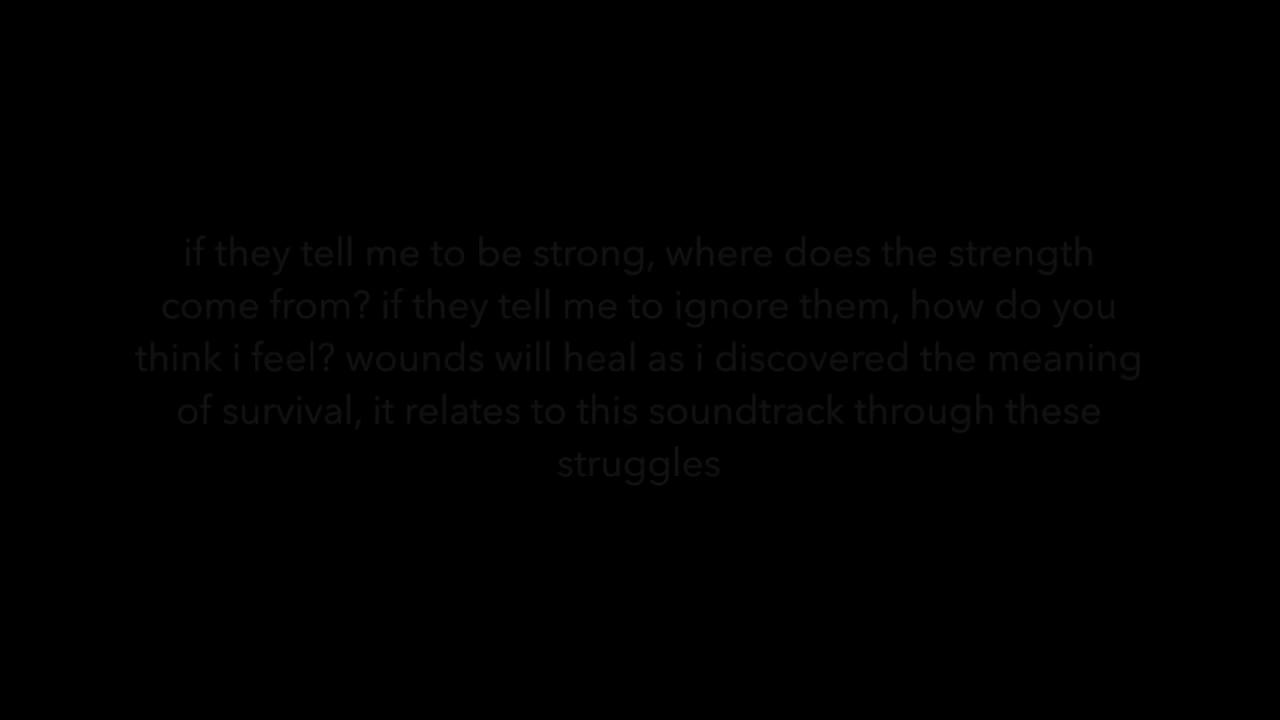 if they tell me to be strong, where does the strength
come from? if they tell me to ignore them, how do you
think i feel? wounds will heal as i discovered the meaning
of survival, it relates to this soundtrack through these
struggles